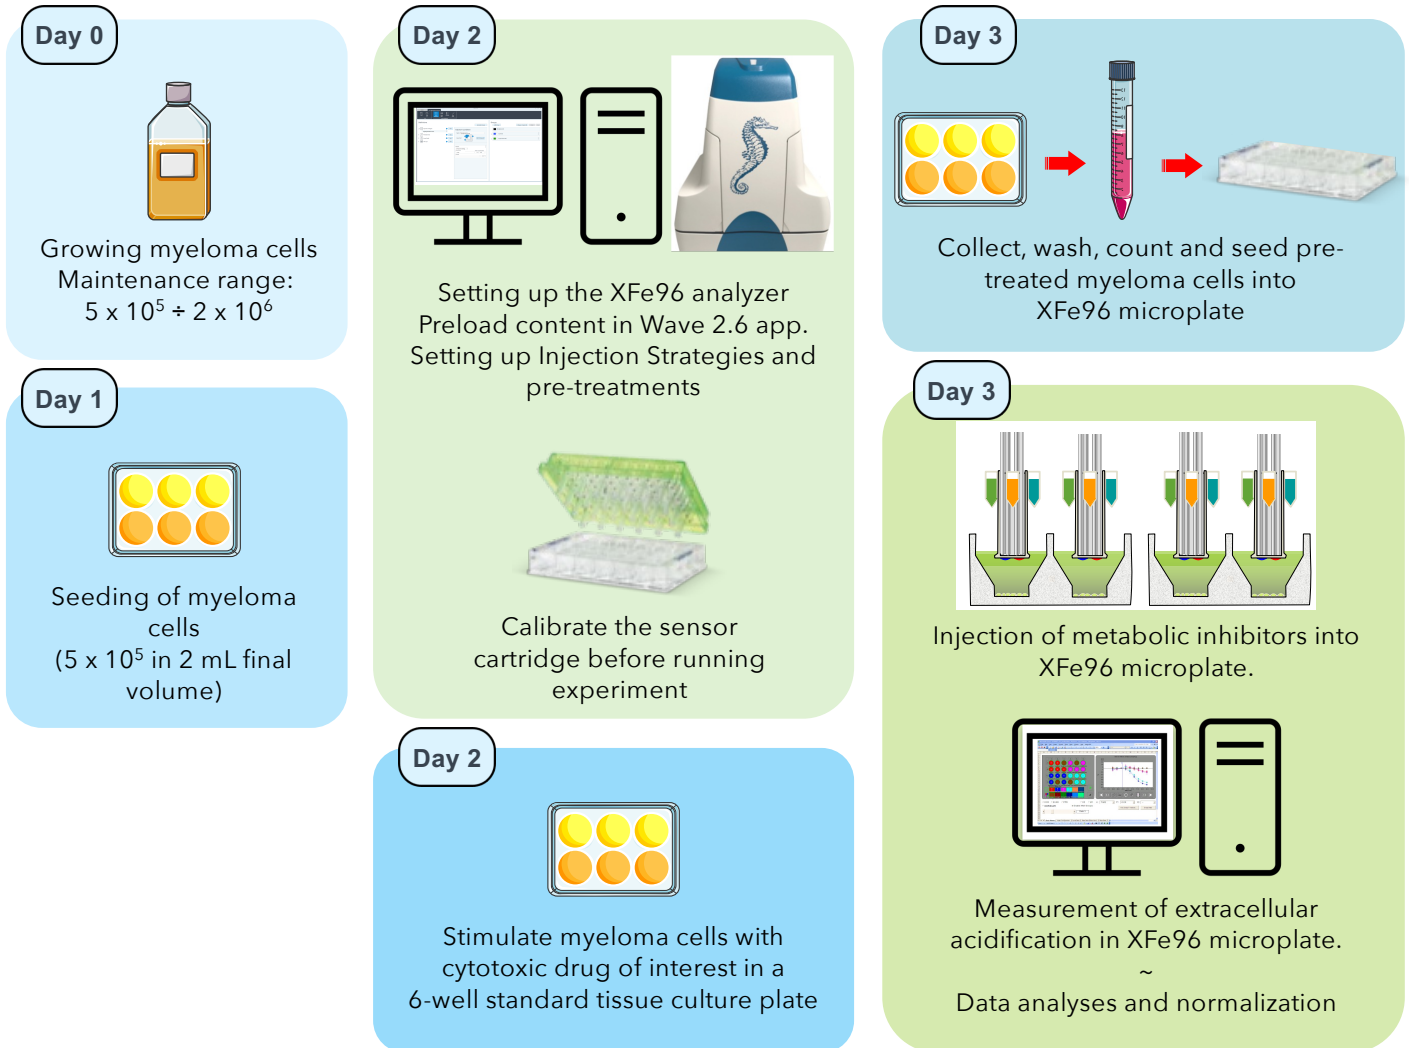 Day 0
Growing myeloma cells
Maintenance range:
5 x 10⁵ ÷ 2 x 10⁶
Day 1
Seeding of myeloma
cells
(5 x 10⁵ in 2 mL final
volume)
Day 2
Setting up the XFe96 analyzer
Preload content in Wave 2.6 app.
Setting up Injection Strategies and
pre-treatments
Calibrate the sensor
cartridge before running
experiment
Day 2
Stimulate myeloma cells with
cytotoxic drug of interest in a
6-well standard tissue culture plate
Day 3
Collect, wash, count and seed pre-
treated myeloma cells into
XFe96 microplate
Day 3
Injection of metabolic inhibitors into
XFe96 microplate.
Measurement of extracellular
acidification in XFe96 microplate.
~
Data analyses and normalization